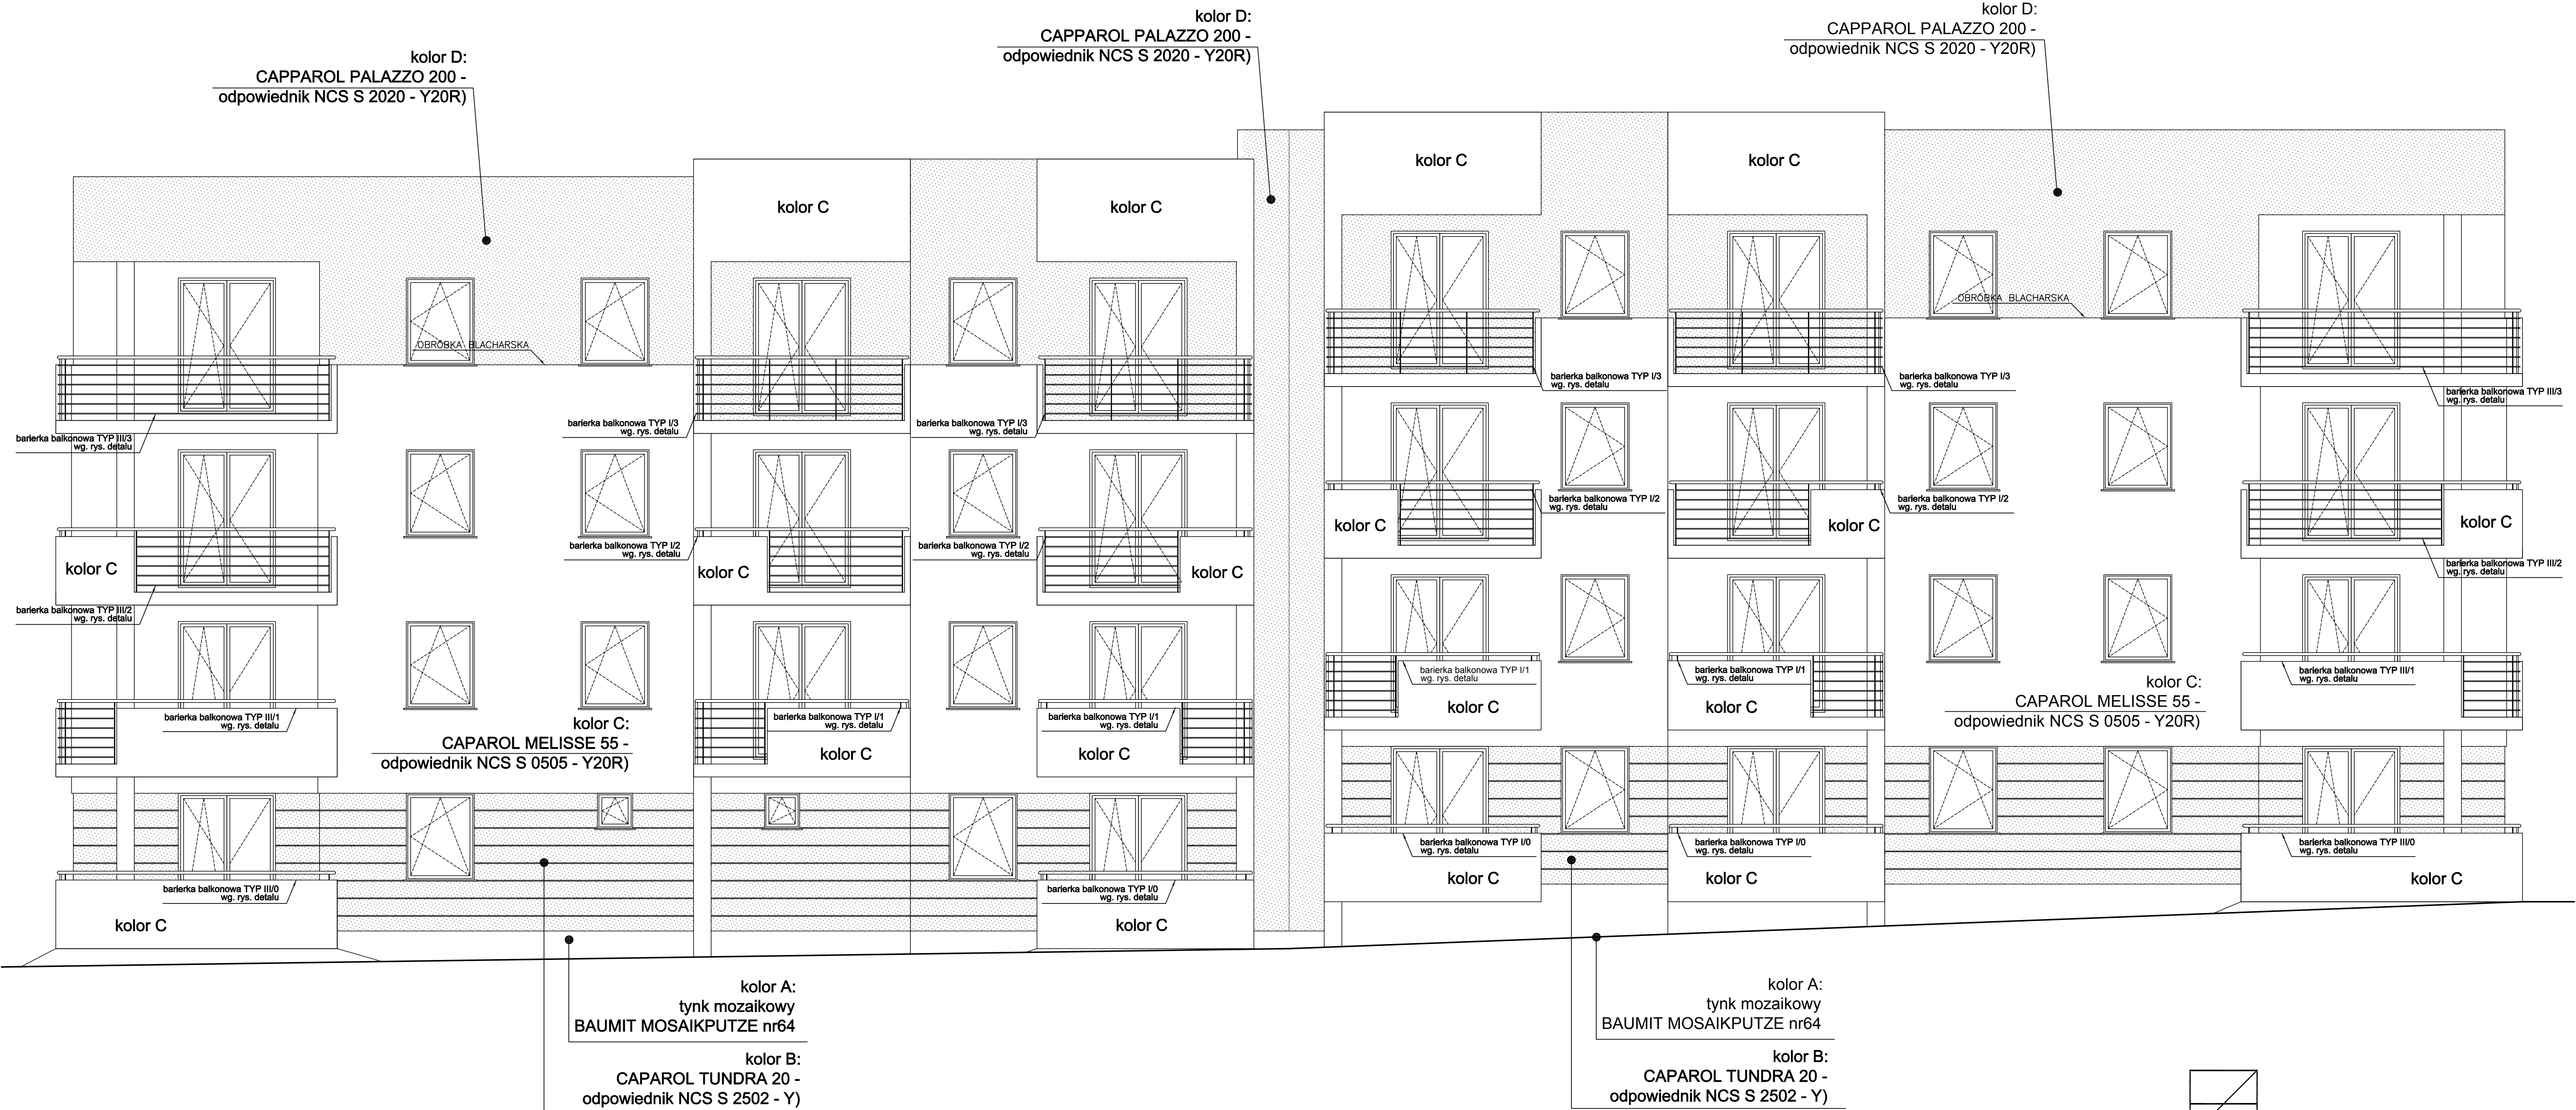 kolor D:
CAPPAROL PALAZZO 200 -
odpowiednik NCS S 2020 - Y20R)
kolor D:
CAPPAROL PALAZZO 200 -
odpowiednik NCS S 2020 - Y20R)
kolor D:
CAPPAROL PALAZZO 200 -
odpowiednik NCS S 2020 - Y20R)
kolor C
kolor C
kolor C
kolor C
OBRÓBKA BLACHARSKA
OBRÓBKA BLACHARSKA
barierka balkonowa TYP III/3
wg. rys. detalu
barierka balkonowa TYP I/3
wg. rys. detalu
barierka balkonowa TYP I/3
wg. rys. detalu
barierka balkonowa TYP I/3
wg. rys. detalu
barierka balkonowa TYP I/3
wg. rys. detalu
barierka balkonowa TYP III/3
wg. rys. detalu
kolor C
barierka balkonowa TYP III/2
wg. rys. detalu
barierka balkonowa TYP I/2
wg. rys. detalu
kolor C
barierka balkonowa TYP I/2
wg. rys. detalu
kolor C
kolor C
barierka balkonowa TYP I/2
wg. rys. detalu
kolor C
barierka balkonowa TYP I/2
wg. rys. detalu
kolor C
barierka balkonowa TYP III/2
wg. rys. detalu
barierka balkonowa TYP III/1
wg. rys. detalu
kolor C:
CAPAROL MELISSE 55 -
odpowiednik NCS S 0505 - Y20R)
barierka balkonowa TYP I/1
wg. rys. detalu
kolor C
barierka balkonowa TYP I/1
wg. rys. detalu
kolor C
barierka balkonowa TYP I/1
wg. rys. detalu
kolor C
barierka balkonowa TYP I/1
wg. rys. detalu
kolor C
kolor C:
CAPAROL MELISSE 55 -
odpowiednik NCS S 0505 - Y20R)
barierka balkonowa TYP III/1
wg. rys. detalu
barierka balkonowa TYP III/0
wg. rys. detalu
kolor C
barierka balkonowa TYP I/0
wg. rys. detalu
kolor C
barierka balkonowa TYP I/0
wg. rys. detalu
kolor C
barierka balkonowa TYP I/0
wg. rys. detalu
kolor C
barierka balkonowa TYP III/0
wg. rys. detalu
kolor C
kolor A:
tynk mozaikowy
BAUMIT MOSAIKPUTZE nr64
kolor B:
CAPAROL TUNDRA 20 -
odpowiednik NCS S 2502 - Y)
kolor A:
tynk mozaikowy
BAUMIT MOSAIKPUTZE nr64
kolor B:
CAPAROL TUNDRA 20 -
odpowiednik NCS S 2502 - Y)